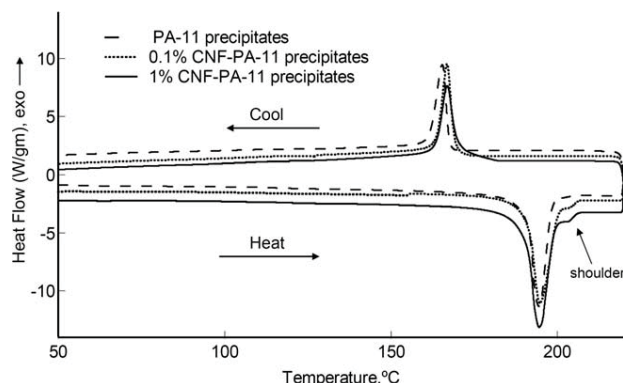 PA-11 precipitates
0.1% CNF-PA-11 precipitates
1% CNF-PA-11 precipitates
Heat Flow (W/gm), exo
10
5
0
-5
-10
Cool
Heat
shoulder
50
100
150
200
Temperature,ºC